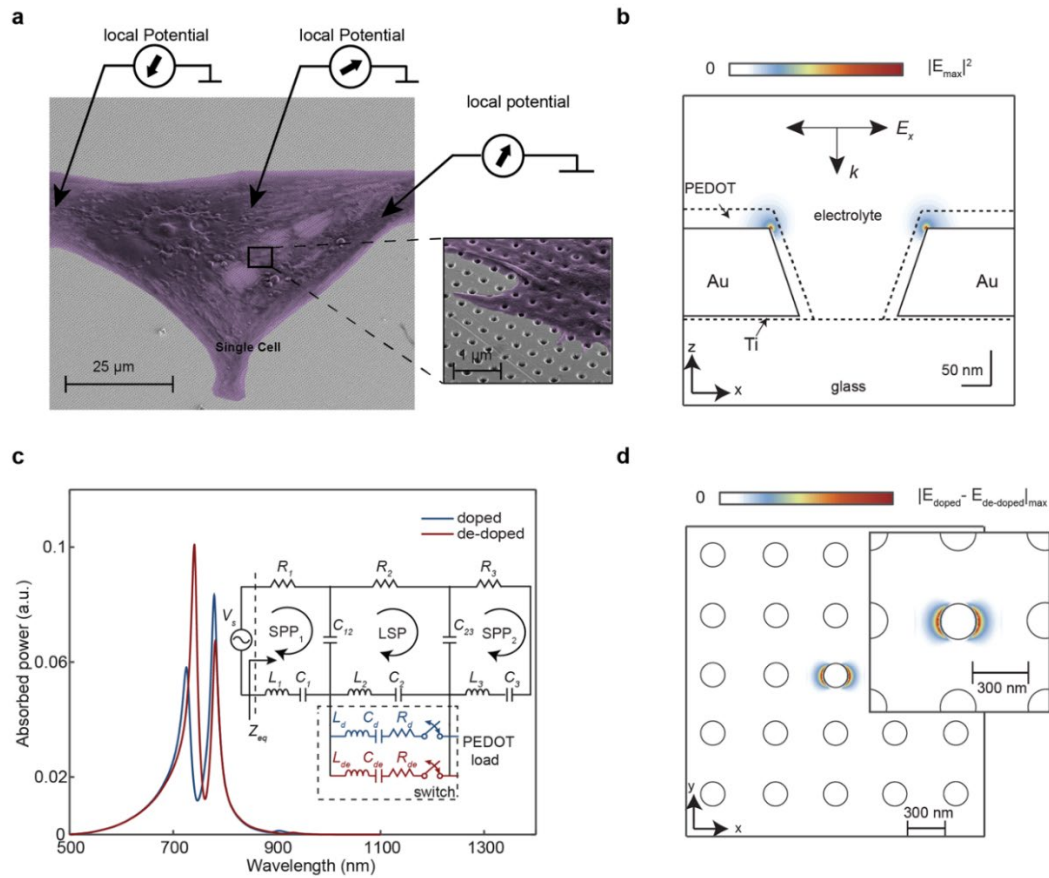 a
local Potential
local Potential
local potential
Single Cell
25 µm
1 µm
b
0
|Emax|²
Ex
k
PEDOT
electrolyte
Au
Au
Ti
z
x
glass
50 nm
c
doped
de-doped
Absorbed power (a.u.)
0.1
0.06
0.02
0
500
700
900
1100
1300
Wavelength (nm)
R1
R2
R3
Vs
SPP1
C12
LSP
C23
SPP2
L1
C1
L2
C2
L3
C3
Zeq
Ld
Cd
Rd
PEDOT
load
Lde
Cde
Rde
switch
d
0
|Edoped- Ede-doped|max
300 nm
y
x
300 nm